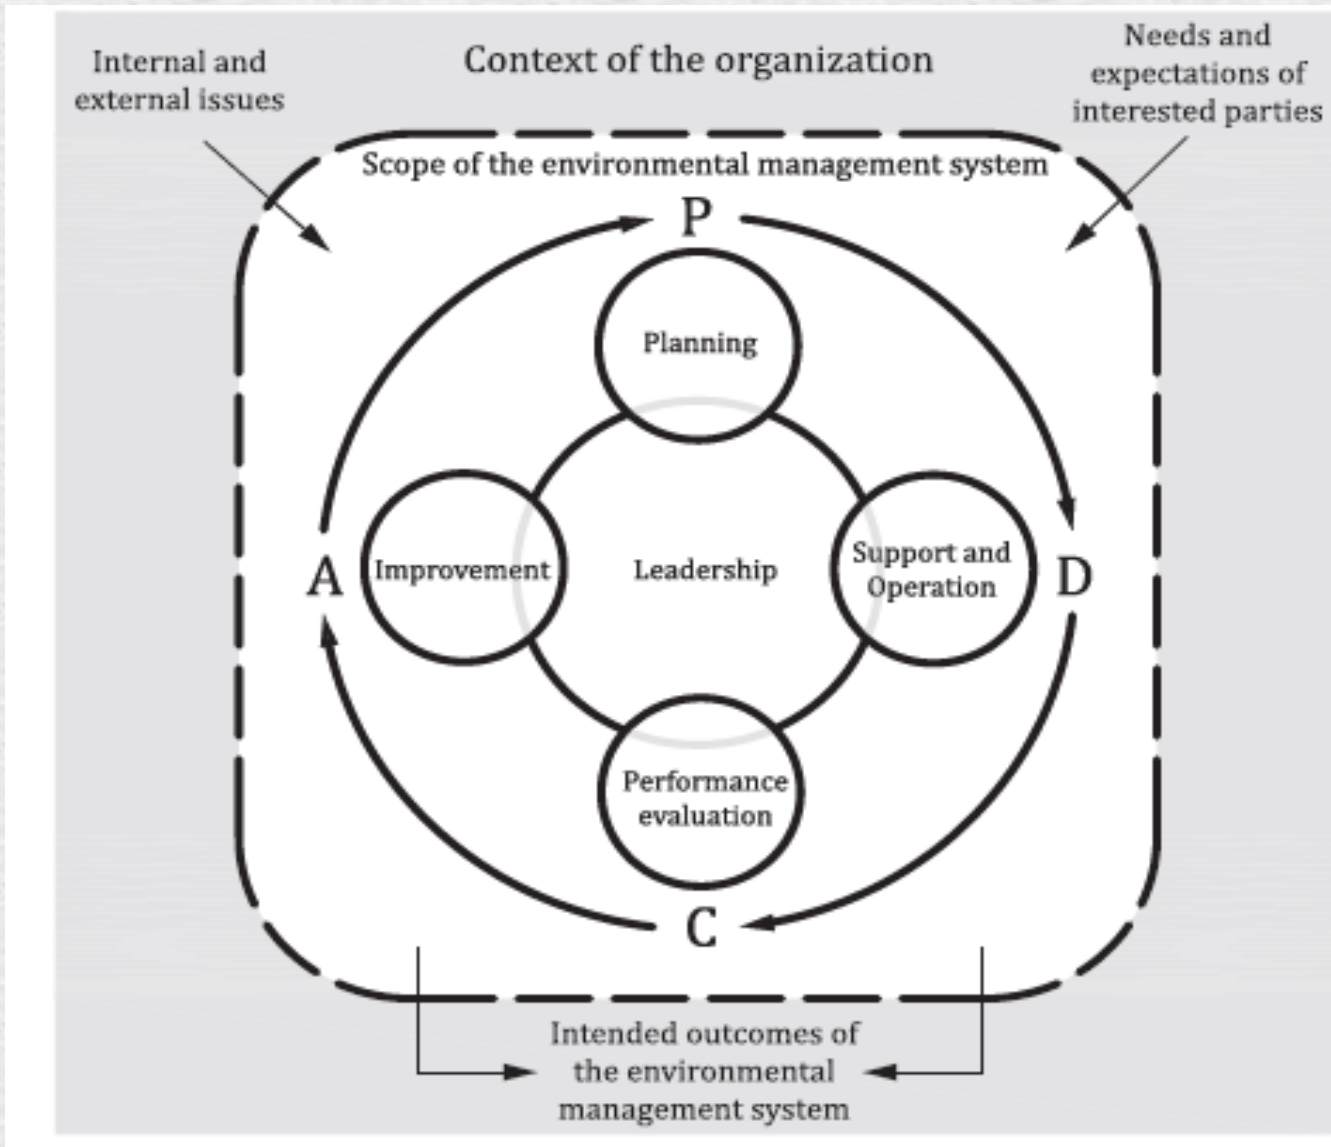 Internal and
external issues
Context of the organization
Needs and
expectations of
interested parties
Scope of the environmental management system
P
Planning
A
Improvement
Leadership
Support and
Operation
D
Performance
evaluation
C
Intended outcomes of
the environmental
management system